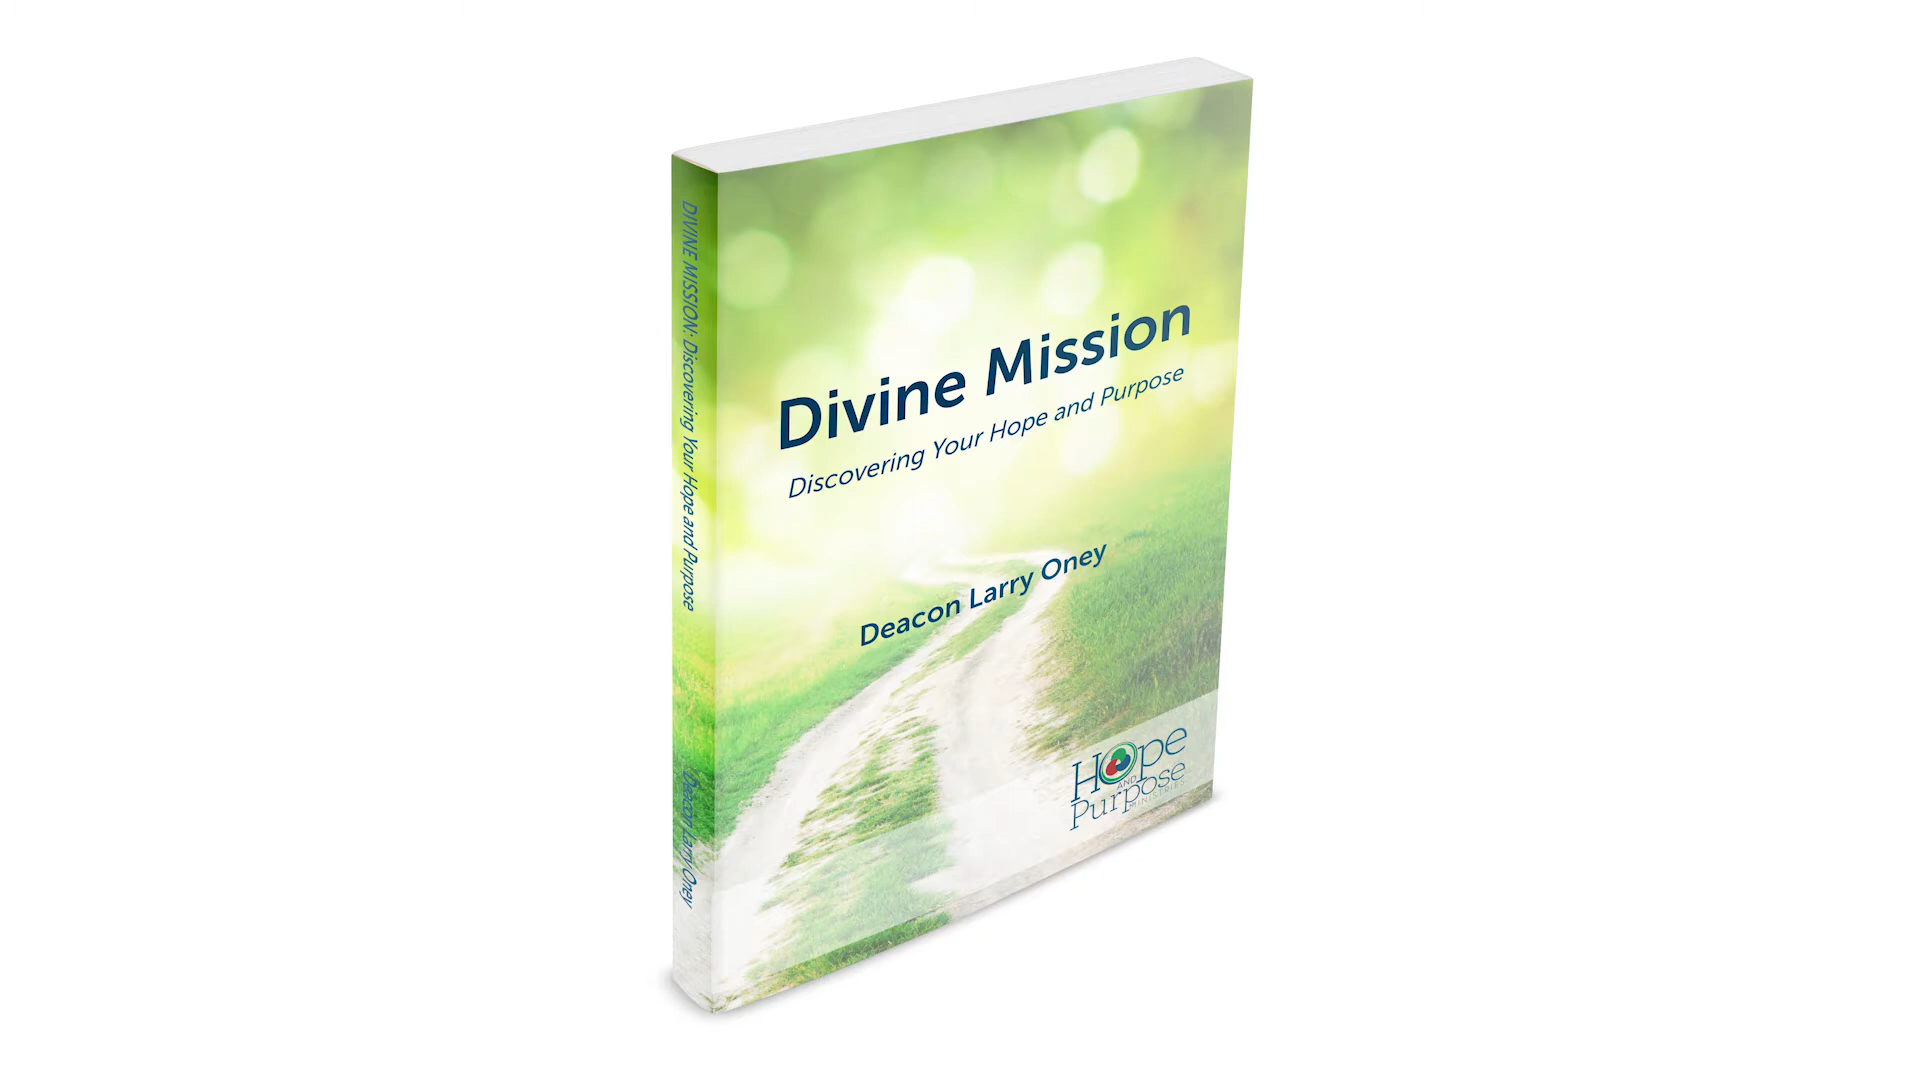 Divine Mission
Discovering Your Hope and Purpose
Deacon Larry Oney
Hope
AND
Purpose
MINISTRIES
DIVINE MISSION: Discovering Your Hope and Purpose
Deacon Larry Oney